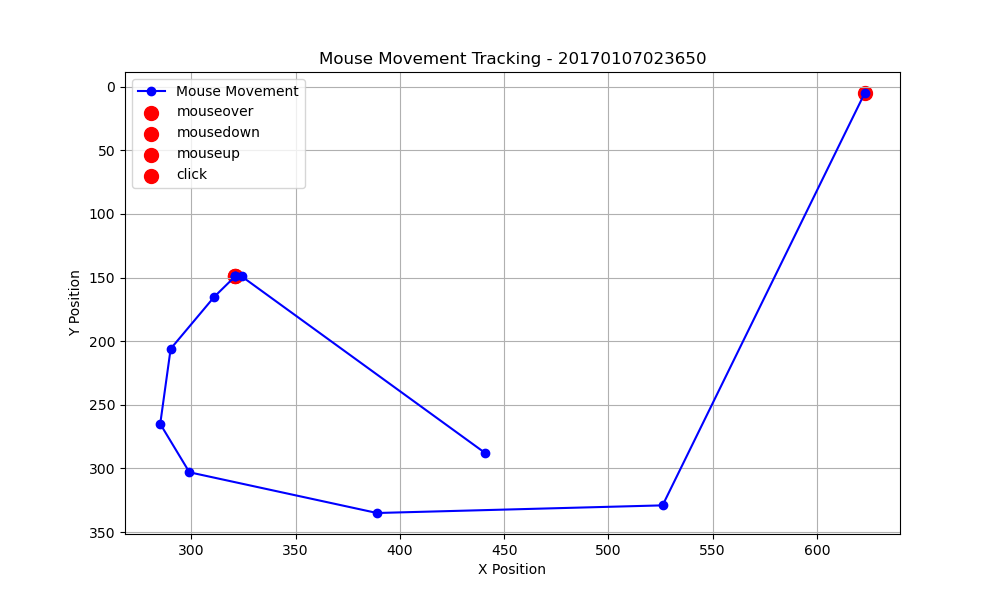 Mouse Movement Tracking - 20170107023650
Mouse Movement
mouseover
mousedown
mouseup
click
0
50
100
150
200
250
300
350
Y Position
300 350 400 450 500 550 600
X Position